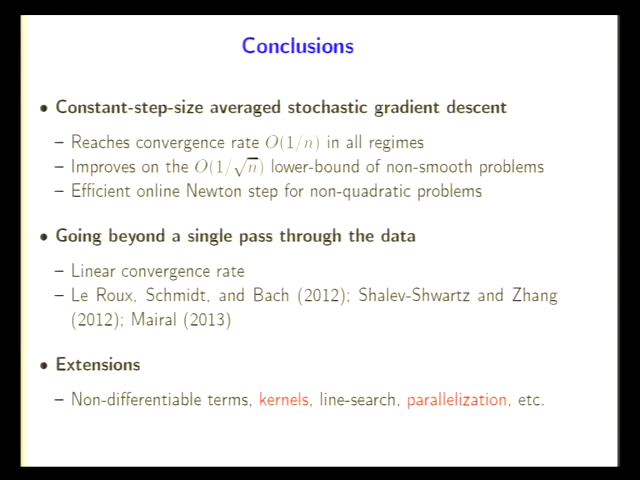 Conclusions
• Constant-step-size averaged stochastic gradient descent
– Reaches convergence rate O(1/n) in all regimes
– Improves on the O(1/√n) lower-bound of non-smooth problems
– Efficient online Newton step for non-quadratic problems
• Going beyond a single pass through the data
– Linear convergence rate
– Le Roux, Schmidt, and Bach (2012); Shalev-Shwartz and Zhang
(2012); Mairal (2013)
• Extensions
– Non-differentiable terms, kernels, line-search, parallelization, etc.